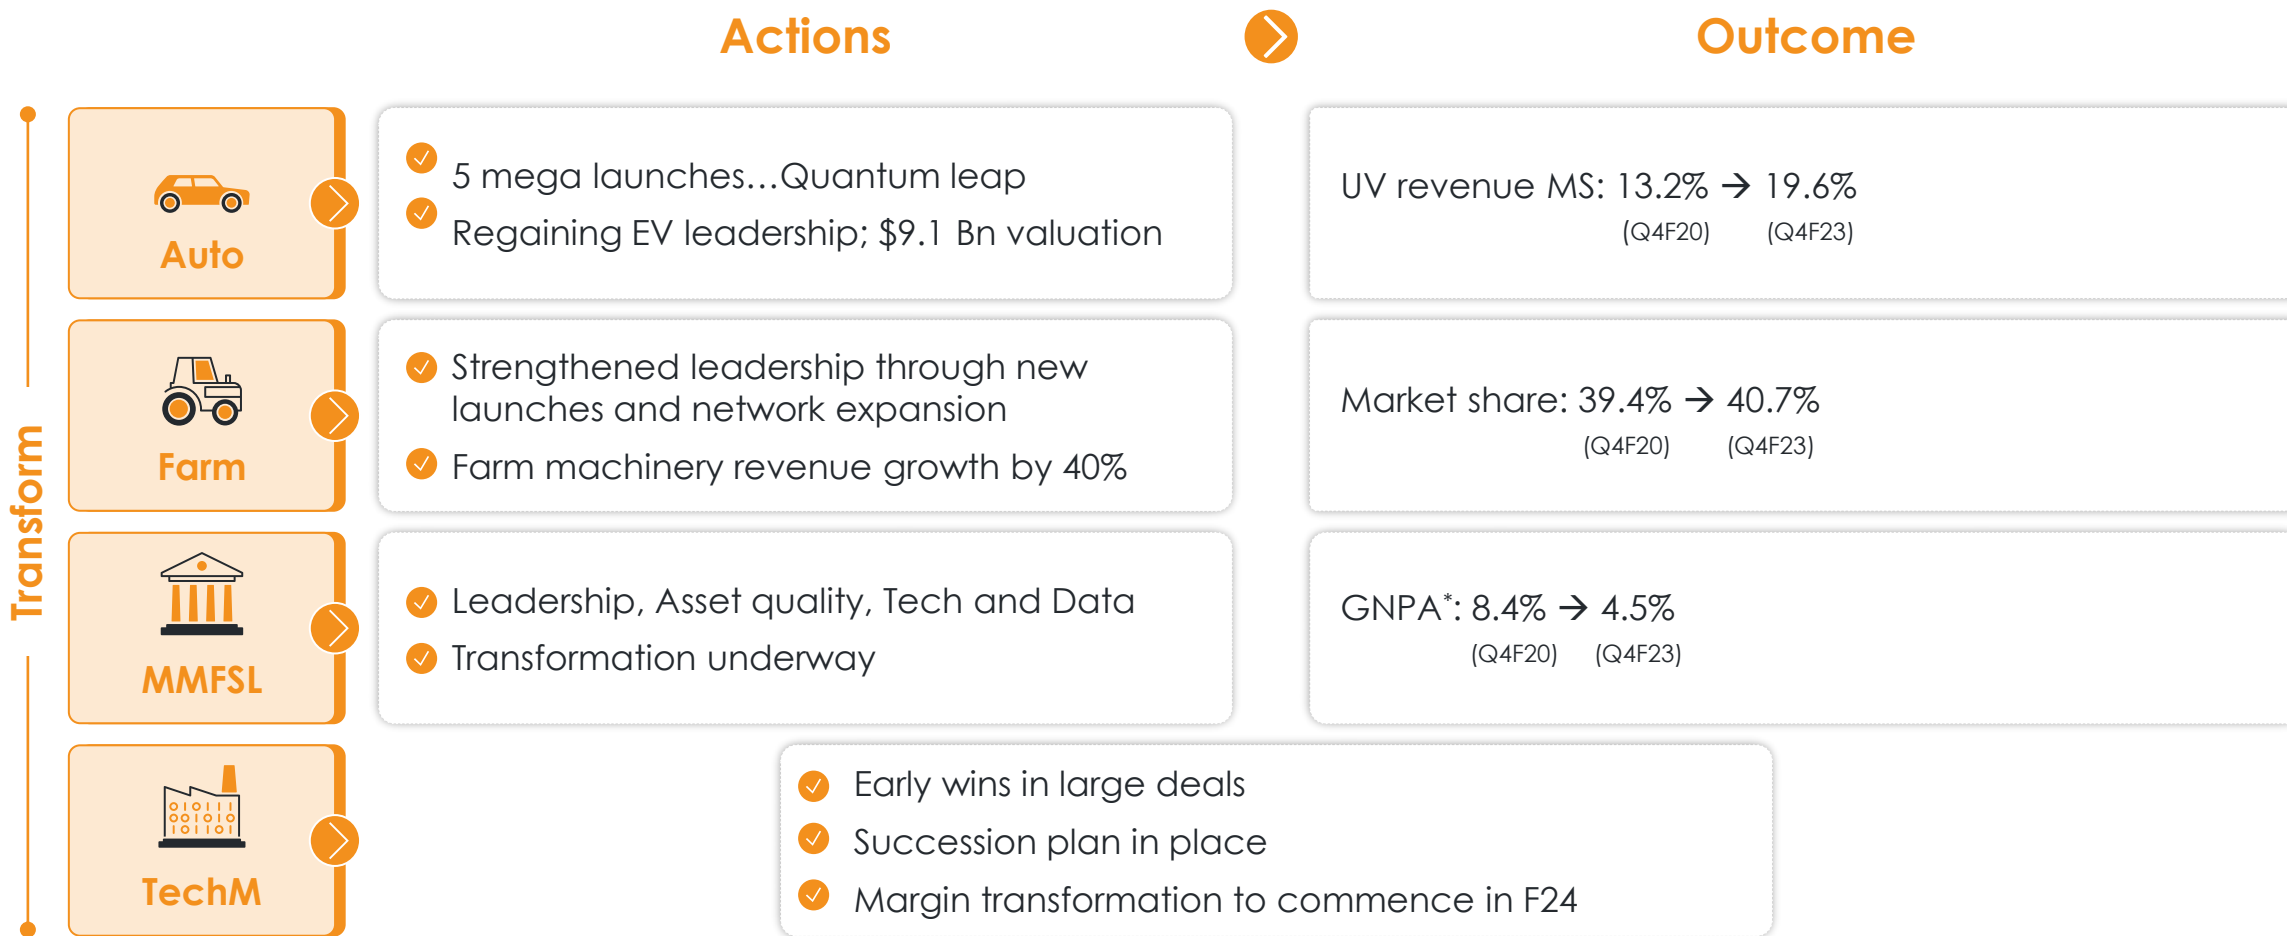 Actions
Outcome
Transform
Auto
5 mega launches...Quantum leap
Regaining EV leadership; $9.1 Bn valuation
UV revenue MS: 13.2% → 19.6%
(Q4F20) (Q4F23)
Farm
Strengthened leadership through new
launches and network expansion
Farm machinery revenue growth by 40%
Market share: 39.4% → 40.7%
(Q4F20) (Q4F23)
MMFSL
Leadership, Asset quality, Tech and Data
Transformation underway
GNPA*: 8.4% → 4.5%
(Q4F20) (Q4F23)
010111
001010
101101
TechM
Early wins in large deals
Succession plan in place
Margin transformation to commence in F24